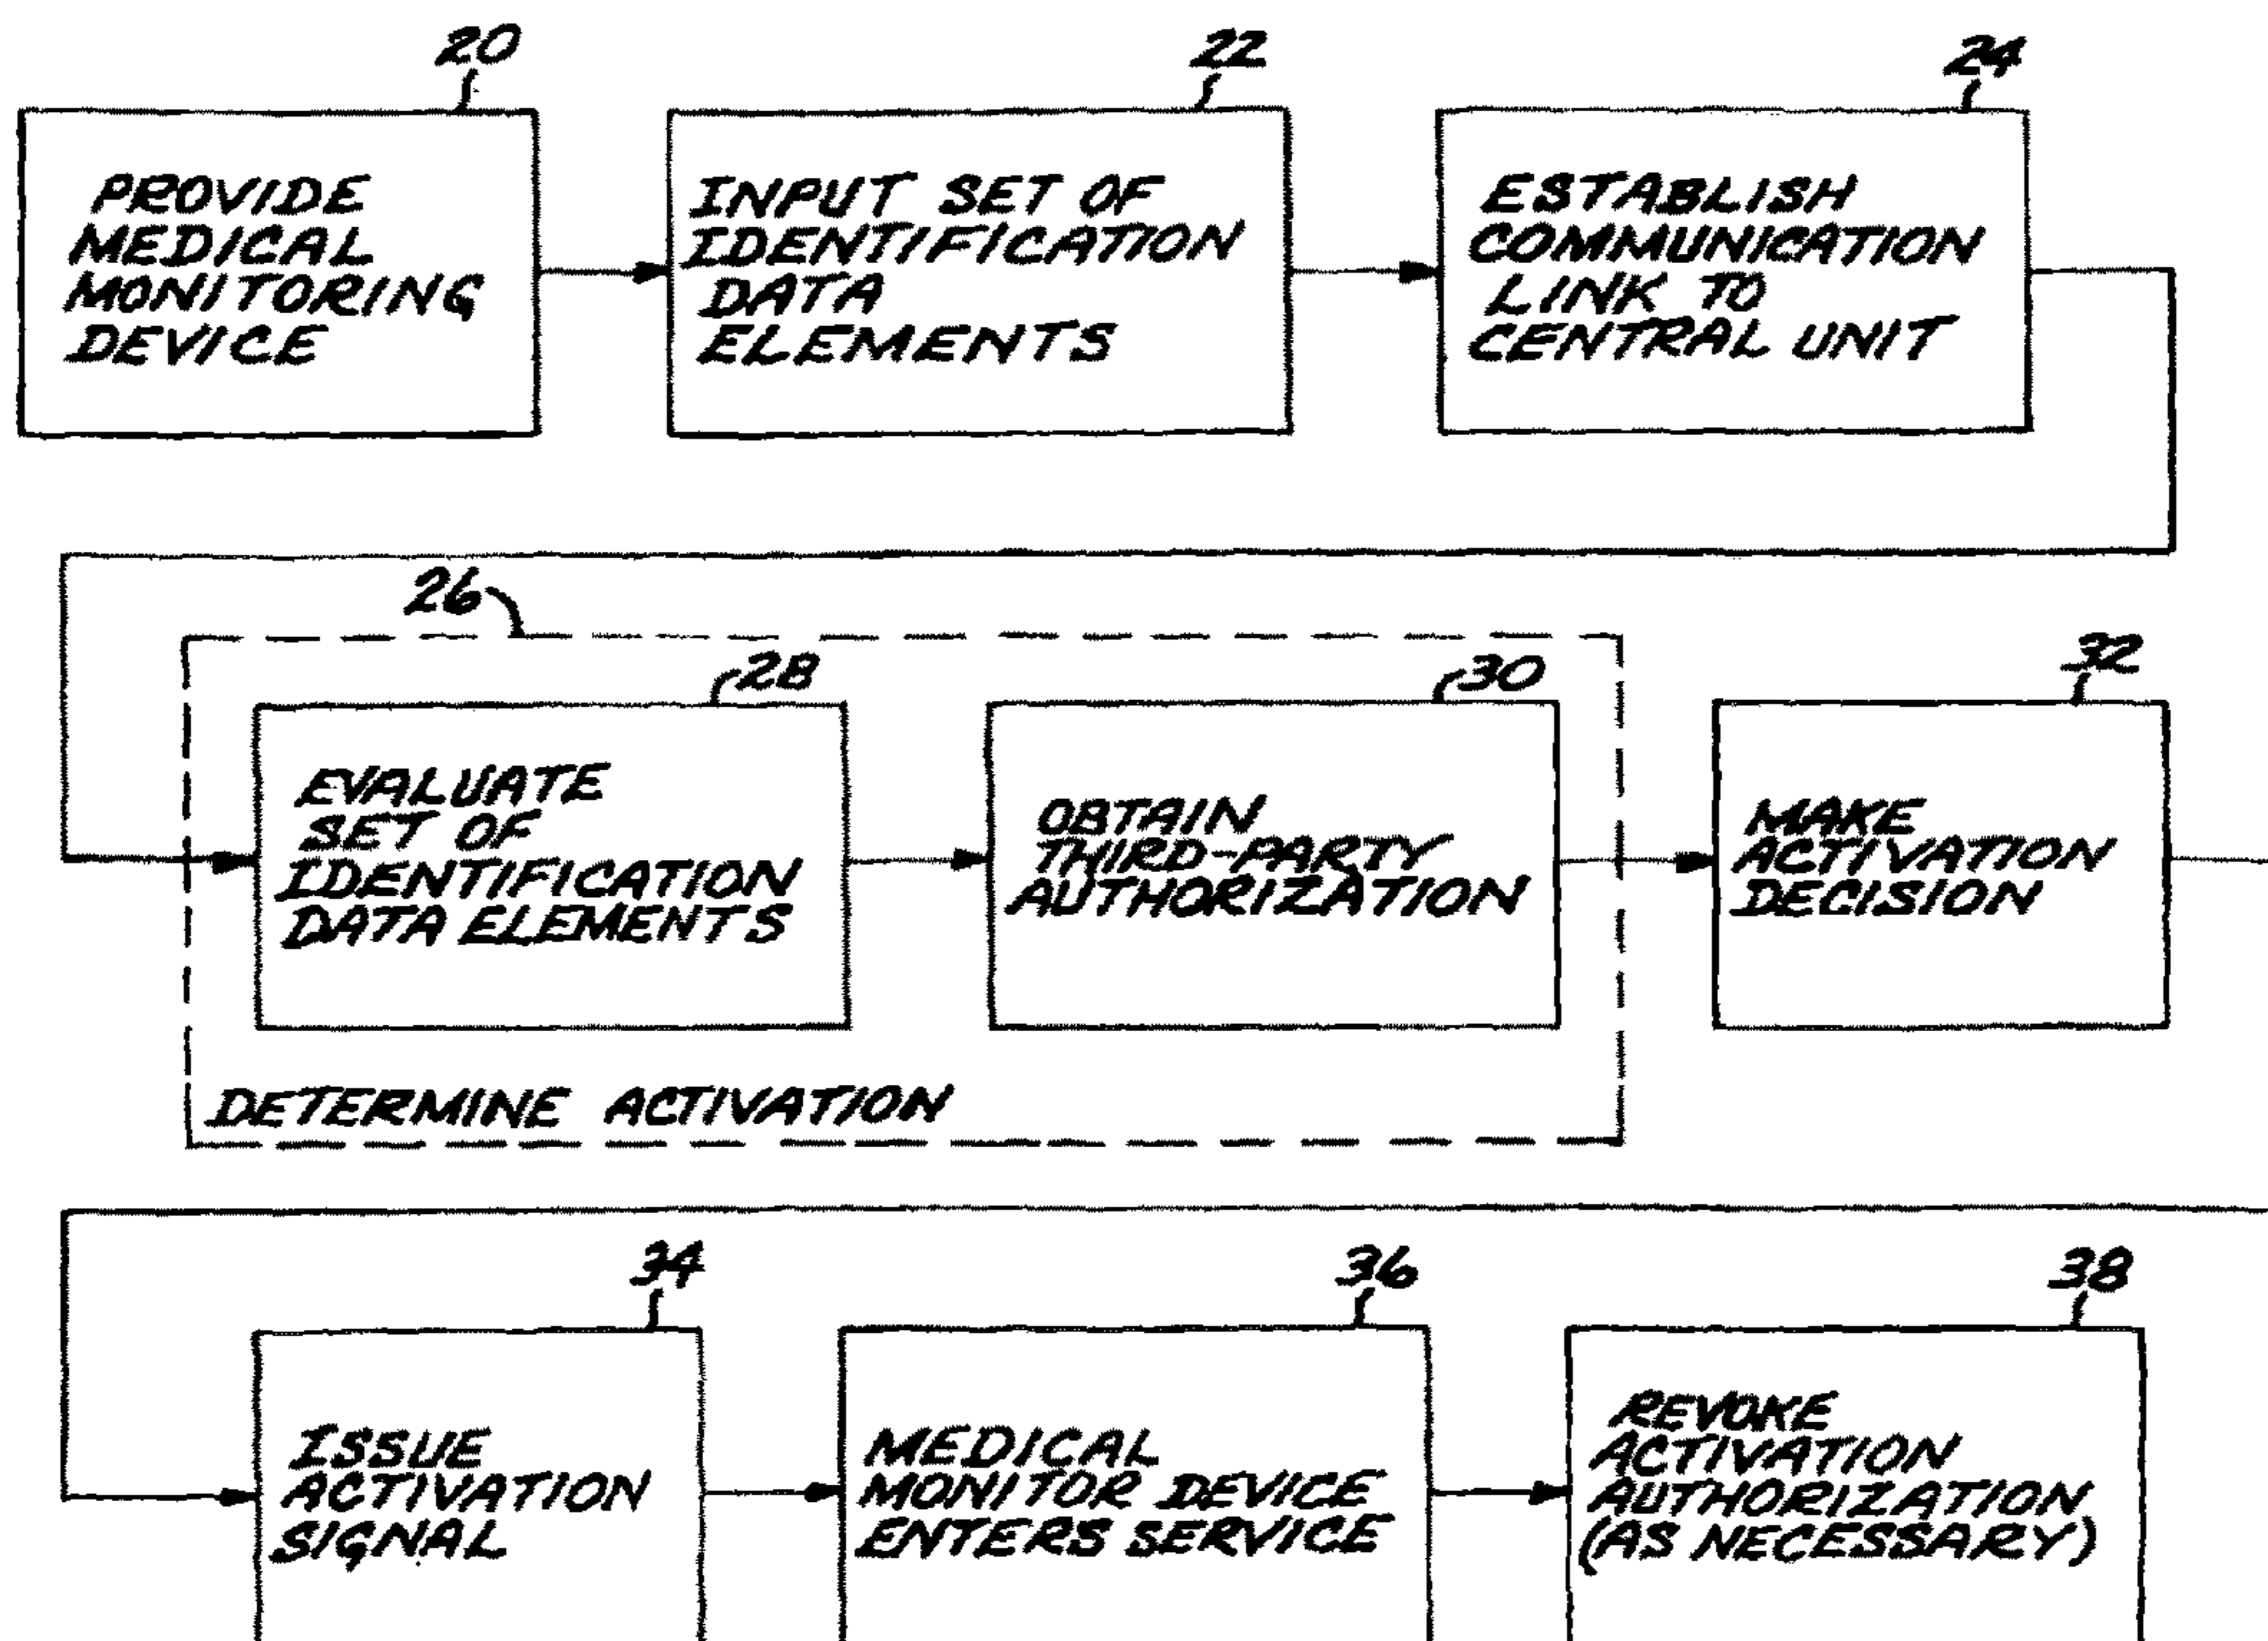 20
PROVIDE
MEDICAL
MONITORING
DEVICE
22
INPUT SET OF
IDENTIFICATION
DATA
ELEMENTS
24
ESTABLISH
COMMUNICATION
LINK TO
CENTRAL UNIT
26
28
EVALUATE
SET OF
IDENTIFICATION
DATA ELEMENTS
30
OBTAIN
THIRD-PARTY
AUTHORIZATION
DETERMINE ACTIVATION
32
MAKE
ACTIVATION
DECISION
34
ISSUE
ACTIVATION
SIGNAL
36
MEDICAL
MONITOR DEVICE
ENTERS SERVICE
38
REVOKE
ACTIVATION
AUTHORIZATION
(AS NECESSARY)